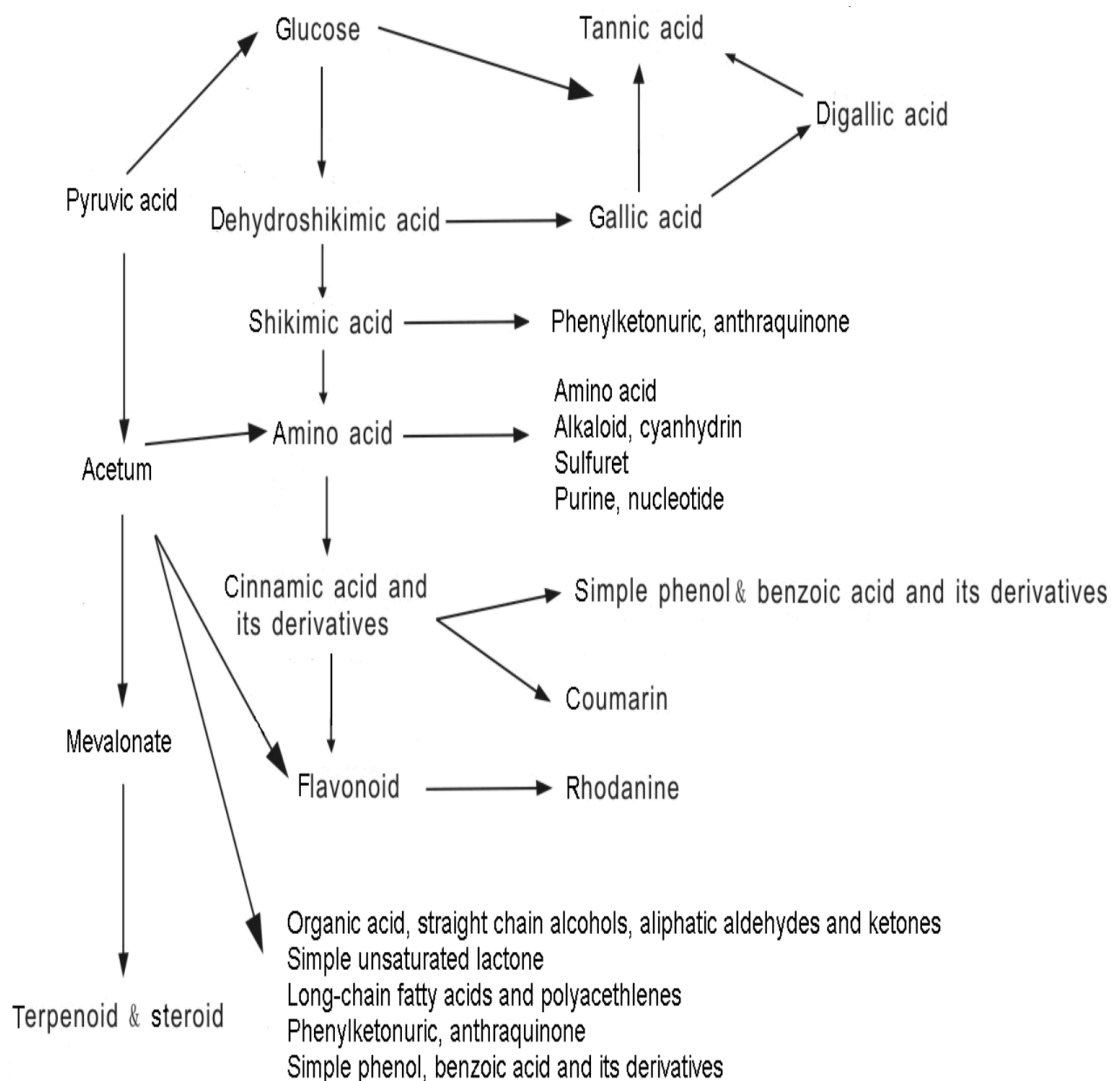 Glucose
Tannic acid
Digallic acid
Pyruvic acid
Dehydroshikimic acid
Gallic acid
Shikimic acid
Phenylketonuric, anthraquinone
Amino acid
Amino acid
Alkaloid, cyanhydrin
Sulfuret
Purine, nucleotide
Acetum
Cinnamic acid and
its derivatives
Simple phenol & benzoic acid and its derivatives
Coumarin
Mevalonate
Flavonoid
Rhodanine
Organic acid, straight chain alcohols, aliphatic aldehydes and ketones
Simple unsaturated lactone
Long-chain fatty acids and polyacethlenes
Phenylketonuric, anthraquinone
Simple phenol, benzoic acid and its derivatives
Terpenoid & steroid